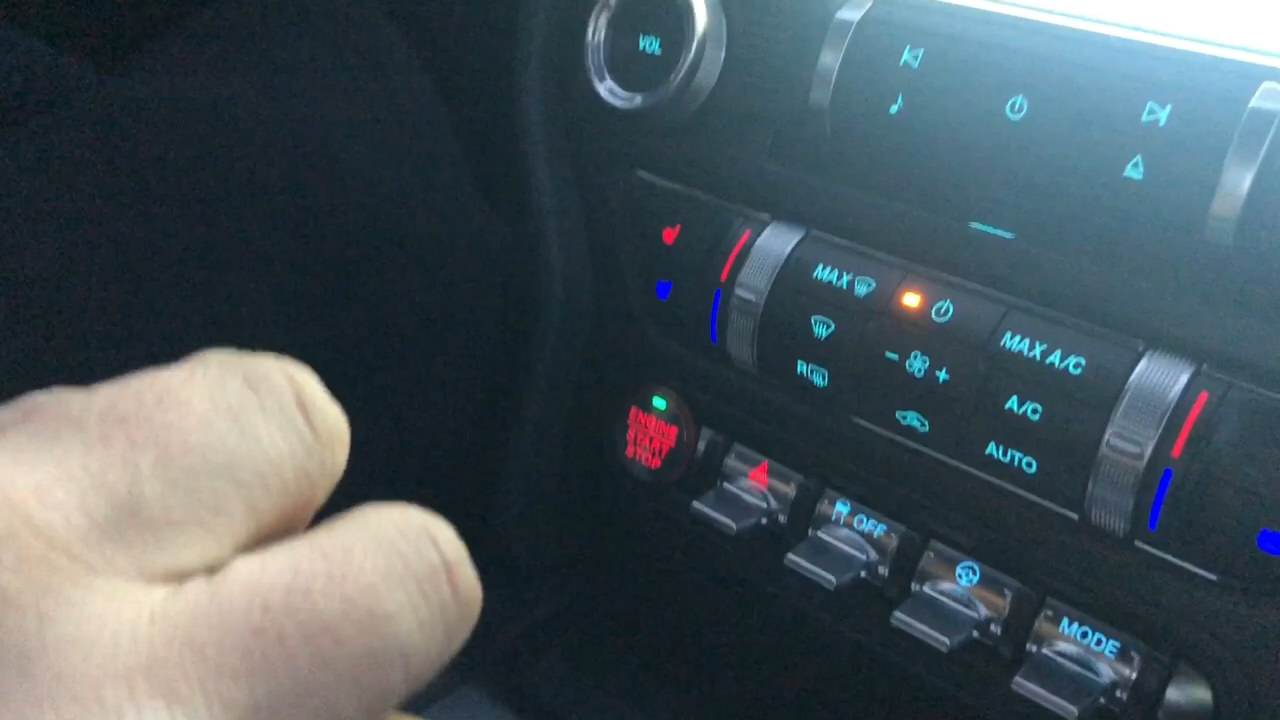 VOL
MAX
MAX A/C
R
- +
A/C
AUTO
ENGINE
START
STOP
OFF
MODE